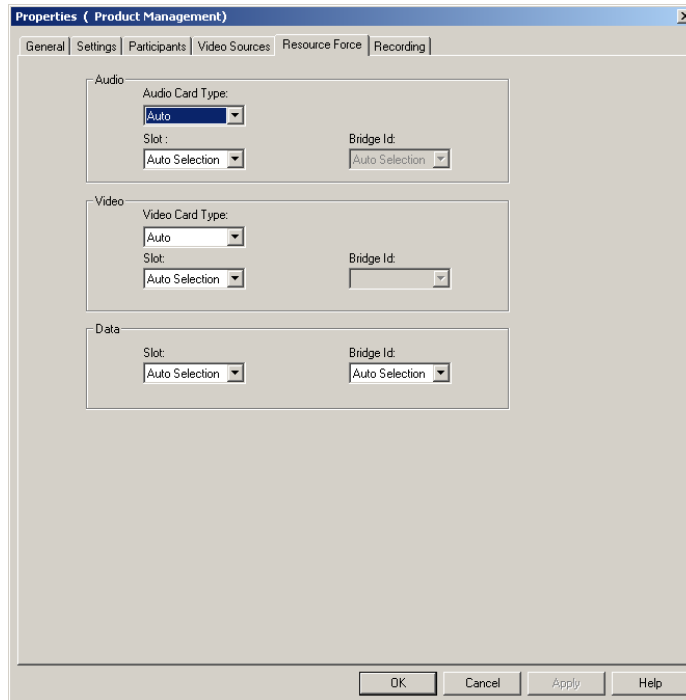 Properties ( Product Management)
General Settings Participants Video Sources Resource Force Recording
Audio
Audio Card Type:
Auto
Slot : Bridge Id:
Auto Selection Auto Selection
Video
Video Card Type:
Auto
Slot: Bridge Id:
Auto Selection
Data
Slot: Bridge Id:
Auto Selection Auto Selection
OK Cancel Apply Help